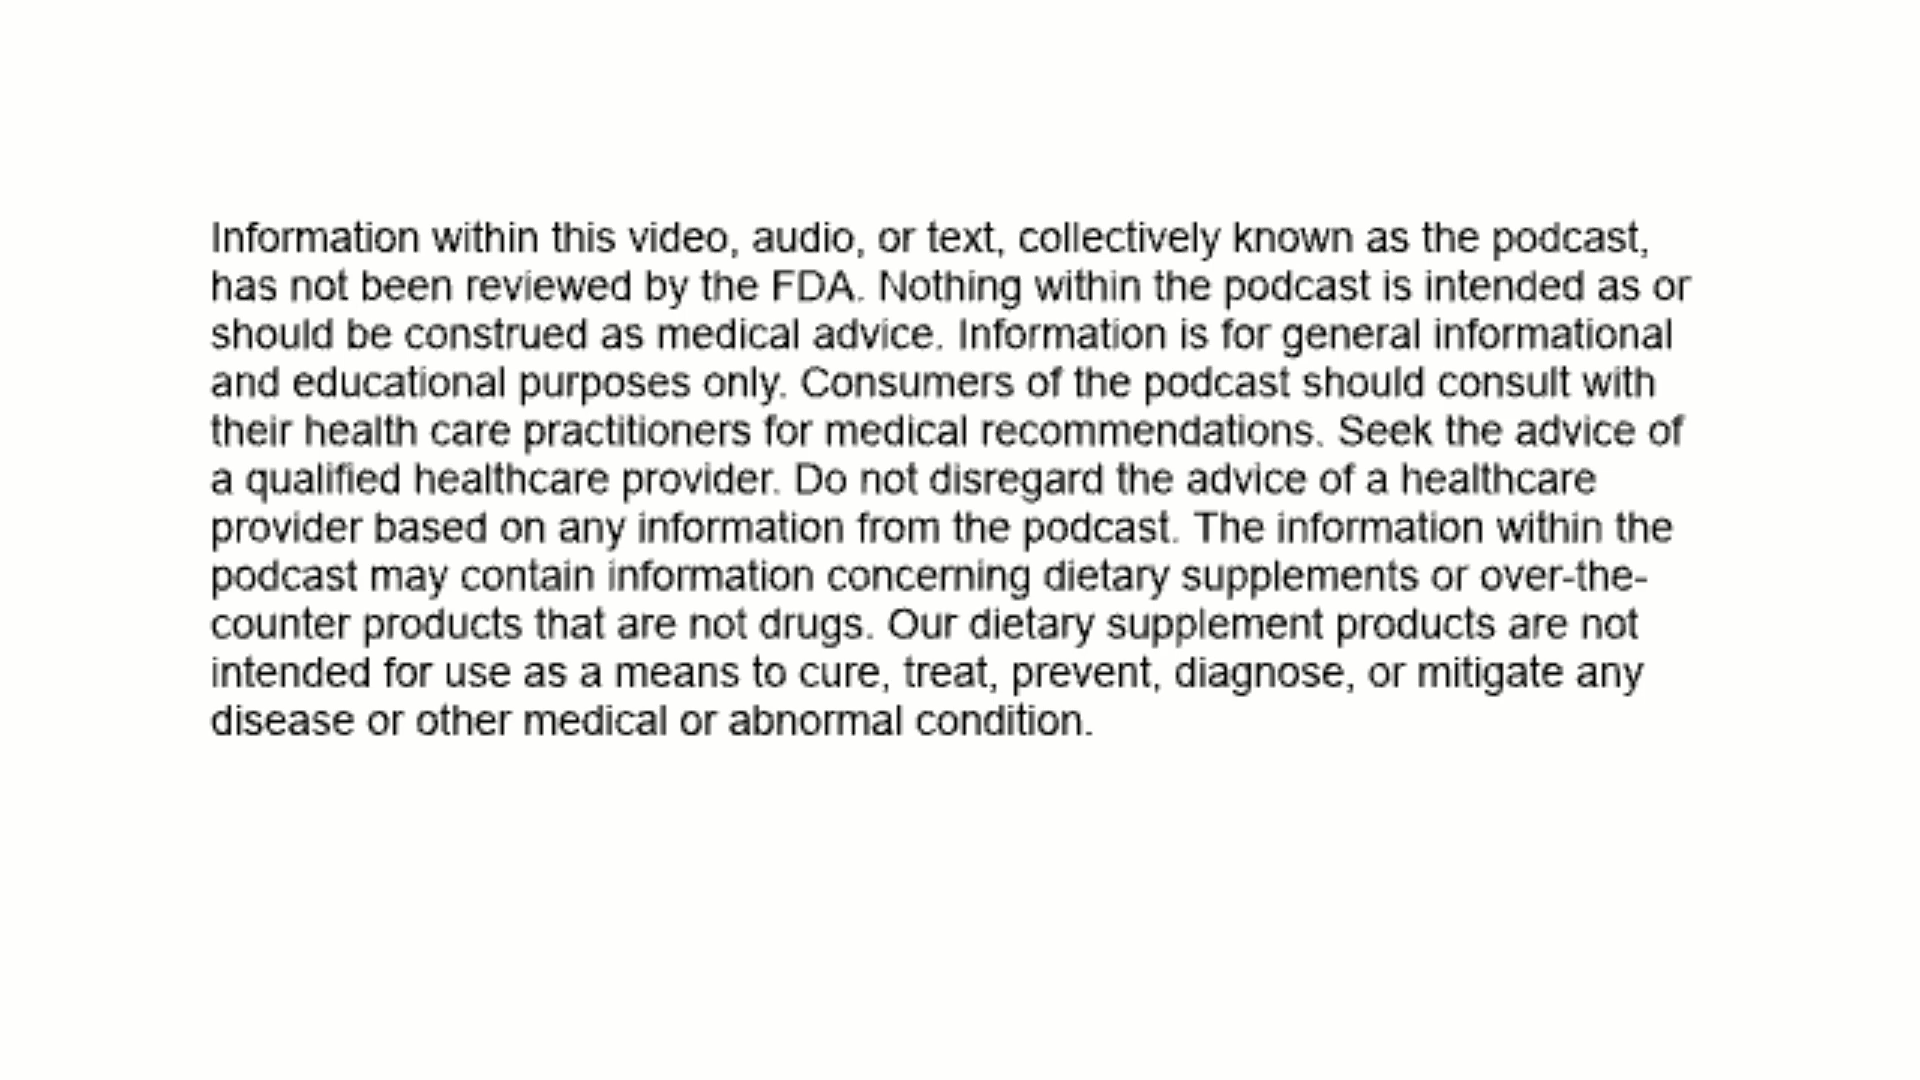 Information within this video, audio, or text, collectively known as the podcast,
has not been reviewed by the FDA. Nothing within the podcast is intended as or
should be construed as medical advice. Information is for general informational
and educational purposes only. Consumers of the podcast should consult with
their health care practitioners for medical recommendations. Seek the advice of
a qualified healthcare provider. Do not disregard the advice of a healthcare
provider based on any information from the podcast. The information within the
podcast may contain information concerning dietary supplements or over-the-
counter products that are not drugs. Our dietary supplement products are not
intended for use as a means to cure, treat, prevent, diagnose, or mitigate any
disease or other medical or abnormal condition.